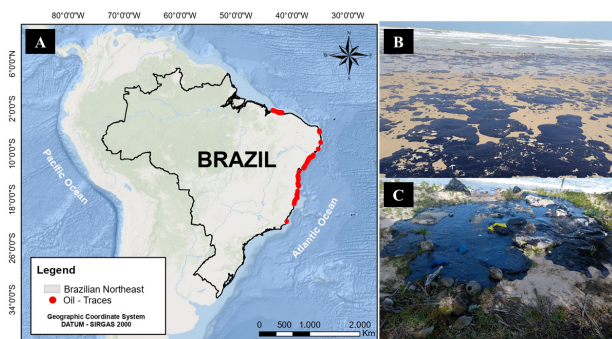 A
80°0'0"W 70°0'0"W 60°0'0"W 50°0'0"W 40°0'0"W 30°0'0"W
6°0'0"N
2°0'0"S
10°0'0"S
18°0'0"S
26°0'0"S
34°0'0"S
BRAZIL
Pacific Ocean
Atlantic Ocean
Legend
Brazilian Northeast
Oil - Traces
Geographic Coordinate System
DATUM - SIRGAS 2000
0 500 1.000 2.000
Km
B
C